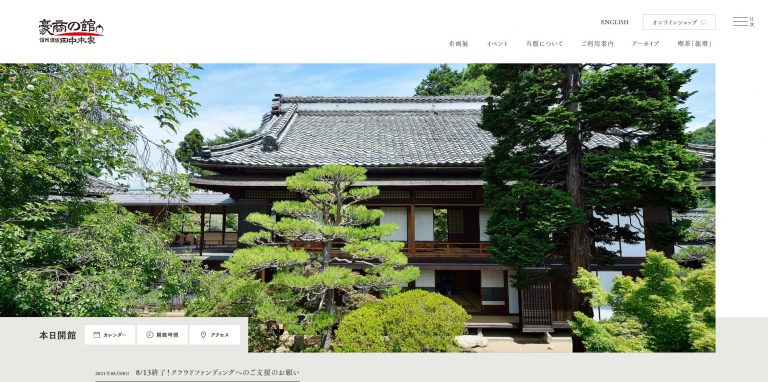 豪商の館
信州須坂 田中本家
ENGLISH
オンラインショップ
目次
企画展
イベント
当館について
ご利用案内
アーカイブ
喫茶「龍潜」
本日開館
カレンダー
開館時間
アクセス
8/13終了！クラウドファンディングへのご支援のお願い